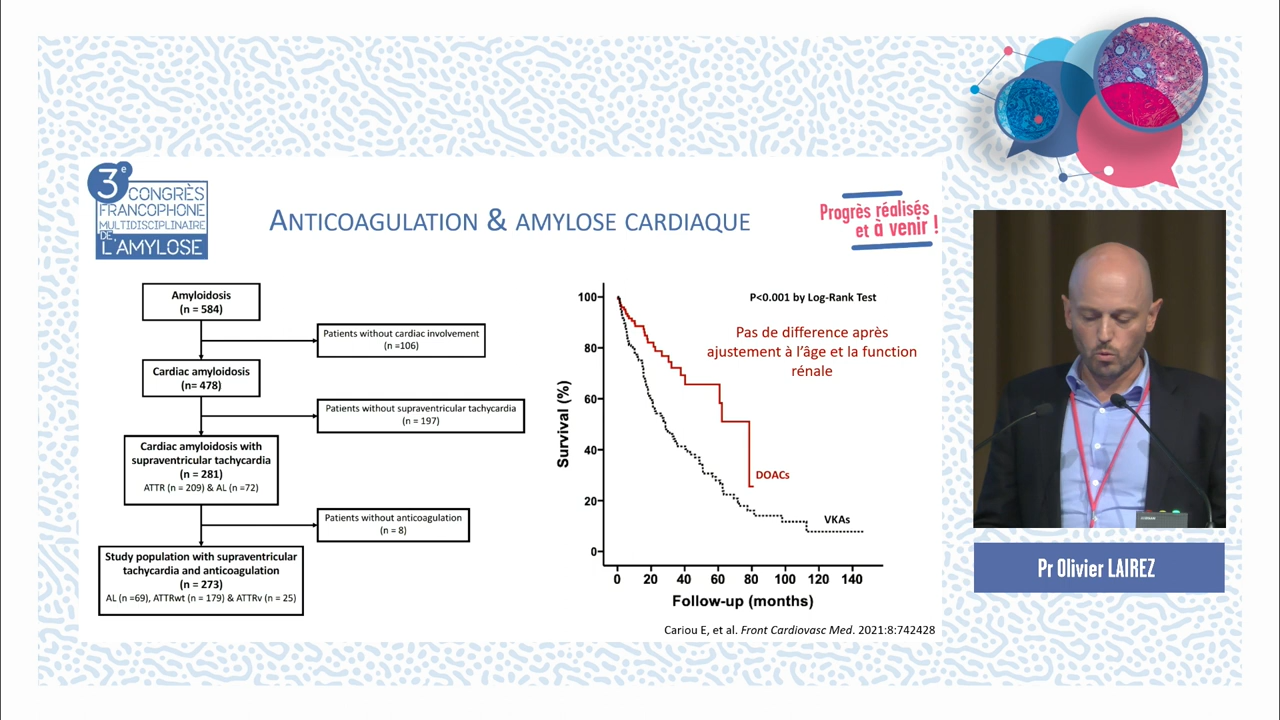 3e
CONGRÈS
FRANCOPHONE
MULTIDISCIPLINAIRE
DE
L'AMYLOSE
ANTICOAGULATION & AMYLOSE CARDIAQUE
Progrès réalisés
et à venir !
Amyloidosis
(n = 584)
Patients without cardiac involvement
(n =106)
Cardiac amyloidosis
(n= 478)
Patients without supraventricular tachycardia
(n = 197)
Cardiac amyloidosis with
supraventricular tachycardia
(n = 281)
ATTR (n = 209) & AL (n =72)
Patients without anticoagulation
(n = 8)
Study population with supraventricular
tachycardia and anticoagulation
(n = 273)
AL (n =69), ATTRwt (n = 179) & ATTRv (n = 25)
P<0.001 by Log-Rank Test
Pas de difference après
ajustement à l'âge et la function
rénale
Survival (%)
100
80
60
40
20
0
DOACs
VKAs
0 20 40 60 80 100 120 140
Follow-up (months)
Cariou E, et al. Front Cardiovasc Med. 2021:8:742428
Pr Olivier LAIREZ